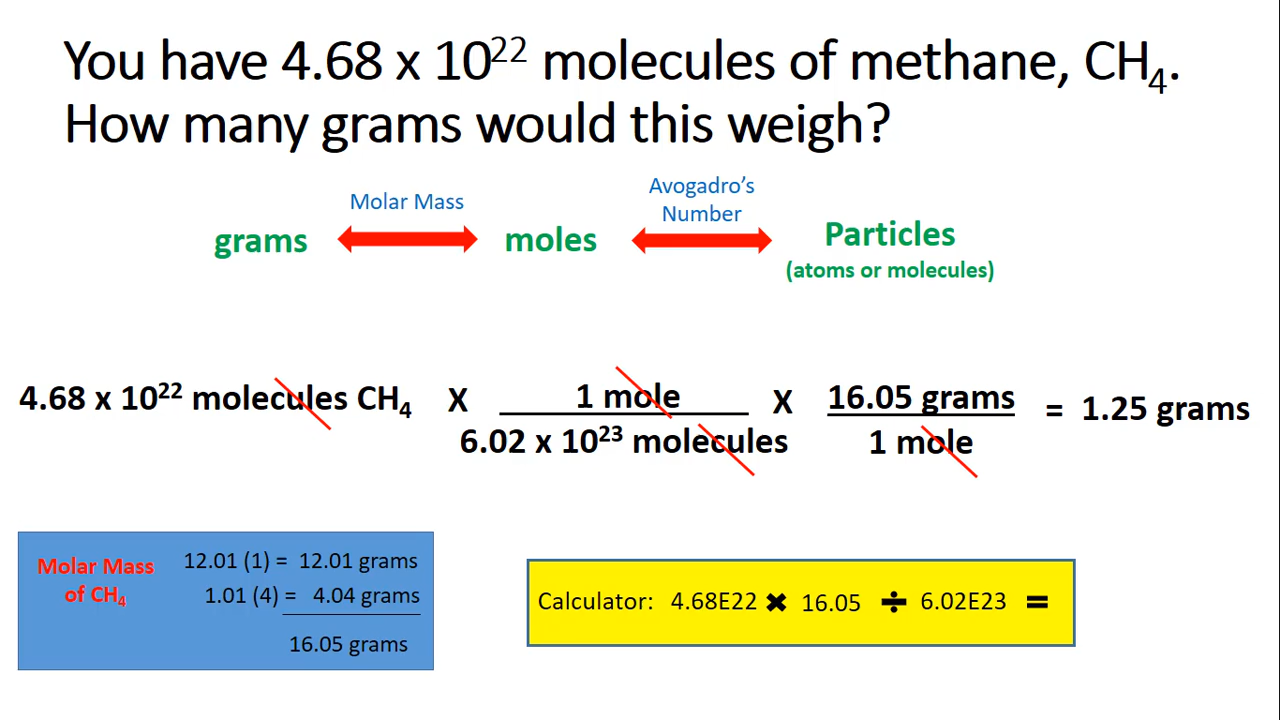 You have 4.68 x 10²² molecules of methane, CH₄.
How many grams would this weigh?
Molar Mass
Avogadro’s
Number
grams
moles
Particles
(atoms or molecules)
4.68 x 10²² molecules CH₄ X 1 mole X 16.05 grams = 1.25 grams
6.02 x 10²³ molecules 1 mole
Molar Mass
of CH₄
12.01 (1) = 12.01 grams
1.01 (4) = 4.04 grams
16.05 grams
Calculator: 4.68E22 ✖ 16.05 ➗ 6.02E23 =